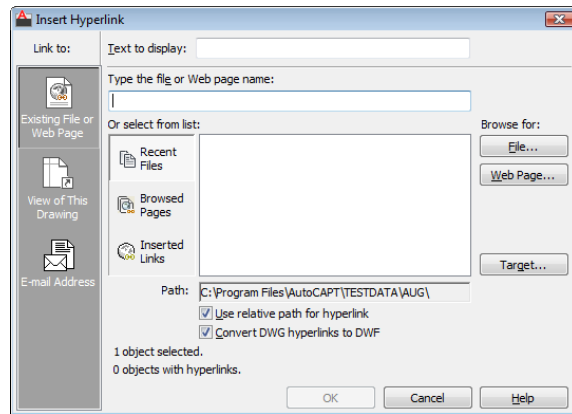 Insert Hyperlink
Link to:
Text to display:
Existing File or
Web Page
View of This
Drawing
E-mail Address
Type the file or Web page name:
Or select from list:
Recent
Files
Browsed
Pages
Inserted
Links
Browse for:
File...
Web Page...
Target...
Path: C:\Program Files\AutoCAPT\TESTDATA\AUG\
Use relative path for hyperlink
Convert DWG hyperlinks to DWF
1 object selected.
0 objects with hyperlinks.
OK Cancel Help